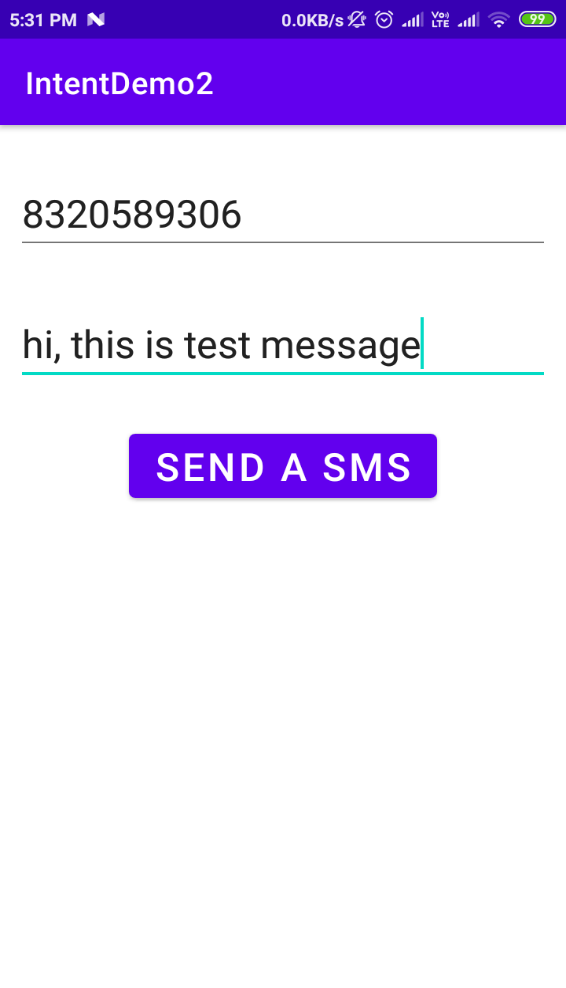 5:31 PM
0.0KB/s
Vo))
LTE
99
IntentDemo2
8320589306
hi, this is test message
SEND A SMS